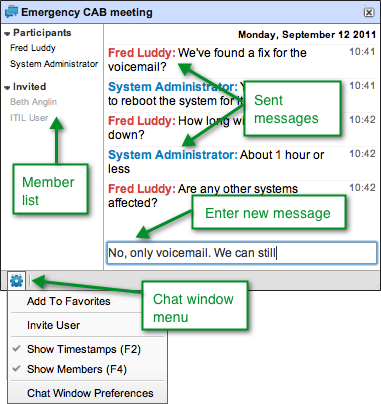 Emergency CAB meeting
Participants
Fred Luddy
System Administrator
Invited
Beth Anglin
ITIL User
Monday, September 12 2011
Fred Luddy: We've found a fix for the 10:41
voicemail?
System Administrator: 10:41
to reboot the system for it
Fred Luddy: How long 10:42
down?
System Administrator: About 1 hour or 10:42
less
Fred Luddy: Are any other systems 10:42
affected?
No, only voicemail. We can still
Sent
messages
Member
list
Enter new message
Chat window
menu
Add To Favorites
Invite User
Show Timestamps (F2)
Show Members (F4)
Chat Window Preferences